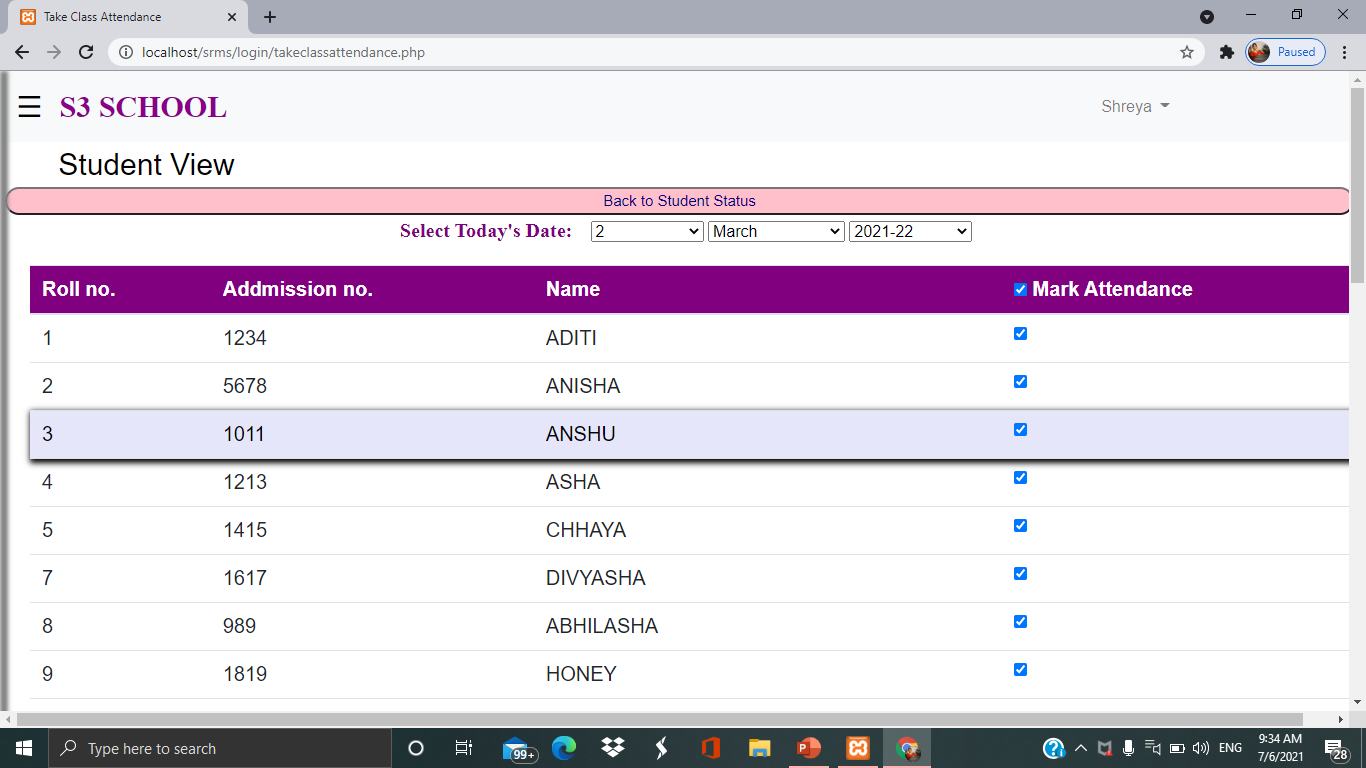 Take Class Attendance
localhost/srms/login/takeclassattendance.php
Paused
S3 SCHOOL
Shreya
Student View
Back to Student Status
Select Today's Date: 2 March 2021-22
Roll no. Addmission no. Name Mark Attendance
1 1234 ADITI
2 5678 ANISHA
3 1011 ANSHU
4 1213 ASHA
5 1415 CHHAYA
7 1617 DIVYASHA
8 989 ABHILASHA
9 1819 HONEY
Type here to search
99+
ENG
9:34 AM
7/6/2021
28